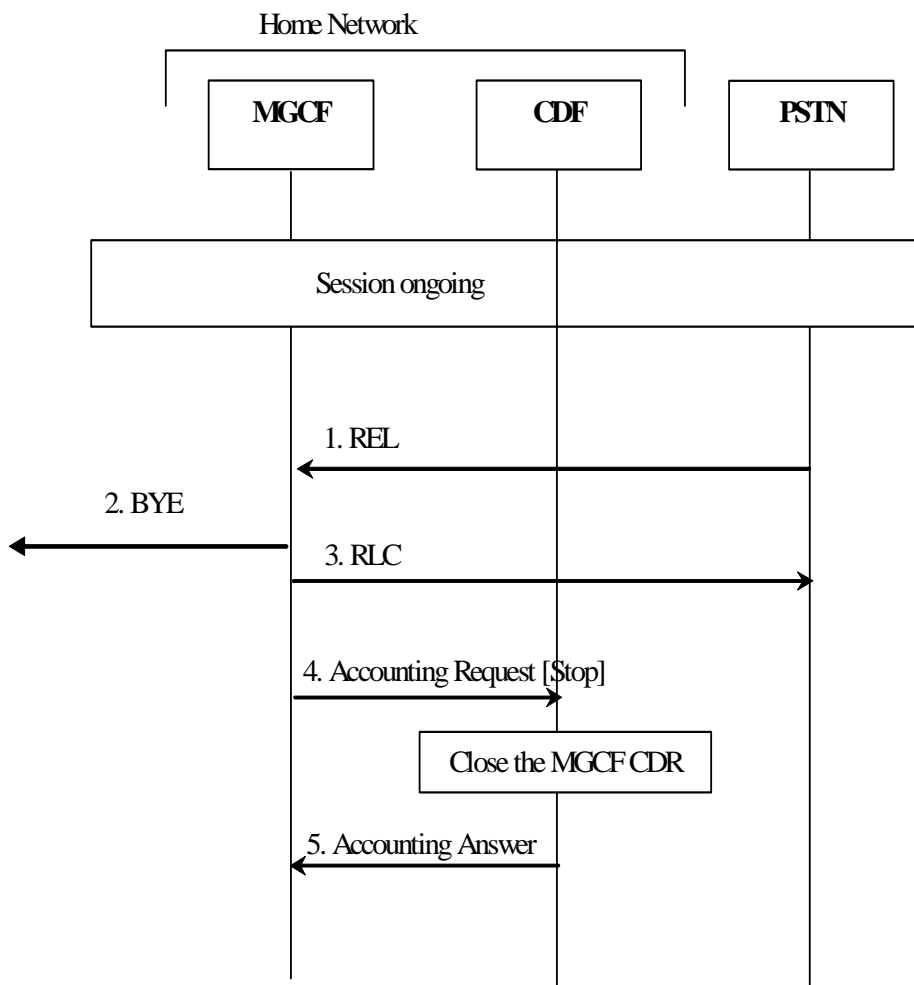 Home Network
MGCF
CDF
PSTN
Session ongoing
1. REL
2. BYE
3. RLC
4. Accounting Request [Stop]
Close the MGCF CDR
5. Accounting Answer